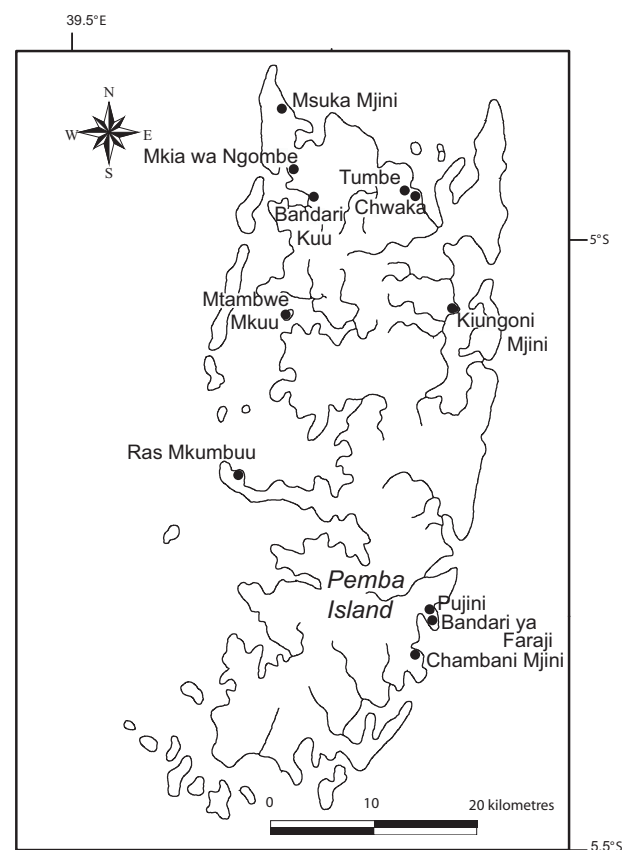 39.5°E
N
W E
S
Msuka Mjini
Mkia wa Ngombe
Tumbe
Chwaka
Bandari
Kuu
5°S
Mtambwe
Mkuu
Kiungoni
Mjini
Ras Mkumbuu
Pemba
Island
Pujini
Bandari ya
Faraji
Chambani Mjini
0 10 20 kilometres
5.5°S